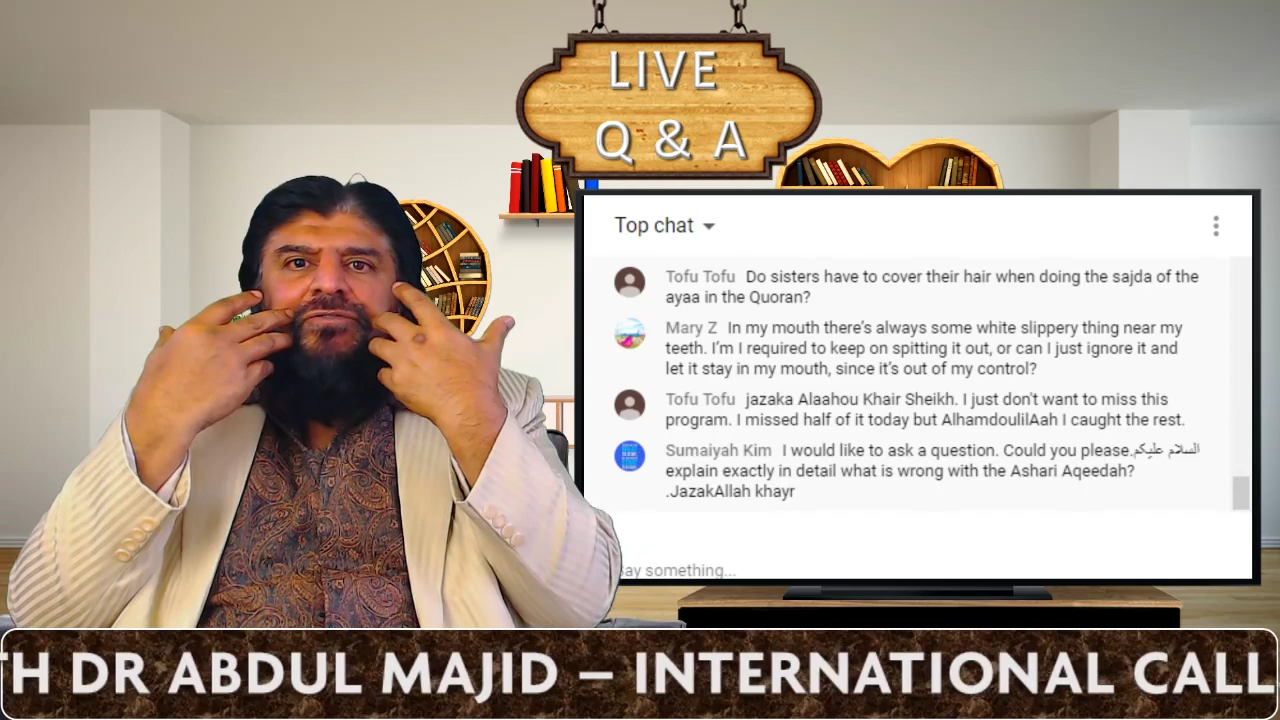 LIVE
Q & A
Top chat
Tofu Tofu Do sisters have to cover their hair when doing the sajda of the
ayaa in the Quoran?
Mary Z In my mouth there's always some white slippery thing near my
teeth. I'm I required to keep on spitting it out, or can I just ignore it and
let it stay in my mouth, since it's out of my control?
Tofu Tofu jazaka Alaahou Khair Sheikh. I just don't want to miss this
program. I missed half of it today but AlhamdoulilAah I caught the rest.
Sumaiyah Kim I would like to ask a question. Could you please.السلام عليكم
explain exactly in detail what is wrong with the Ashari Aqeedah?
.JazakAllah khayr
Say something...
TH DR ABDUL MAJID – INTERNATIONAL CALL